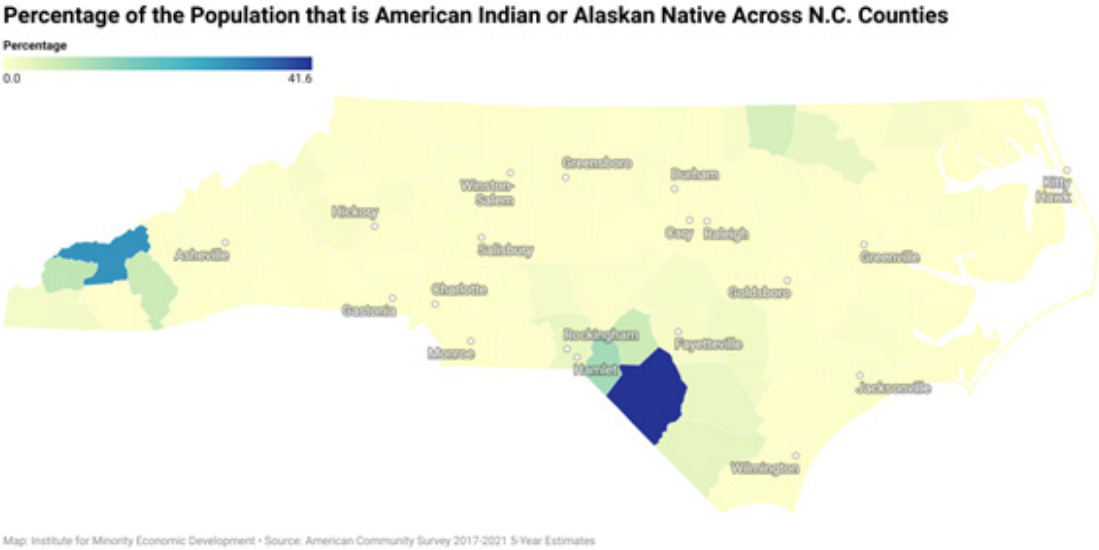 Percentage of the Population that is American Indian or Alaskan Native Across N.C. Counties
Percentage
0.0 41.6
Greensboro
Durham
Winston-
Salem
Kitty
Hawk
Hickory
Cary Raleigh
Asheville
Salisbury
Greenville
Charlotte
Goldsboro
Gastonia
Rockingham
Fayetteville
Monroe
Hamlet
Jacksonville
Wilmington
Map: Institute for Minority Economic Development • Source: American Community Survey 2017-2021 5-Year Estimates